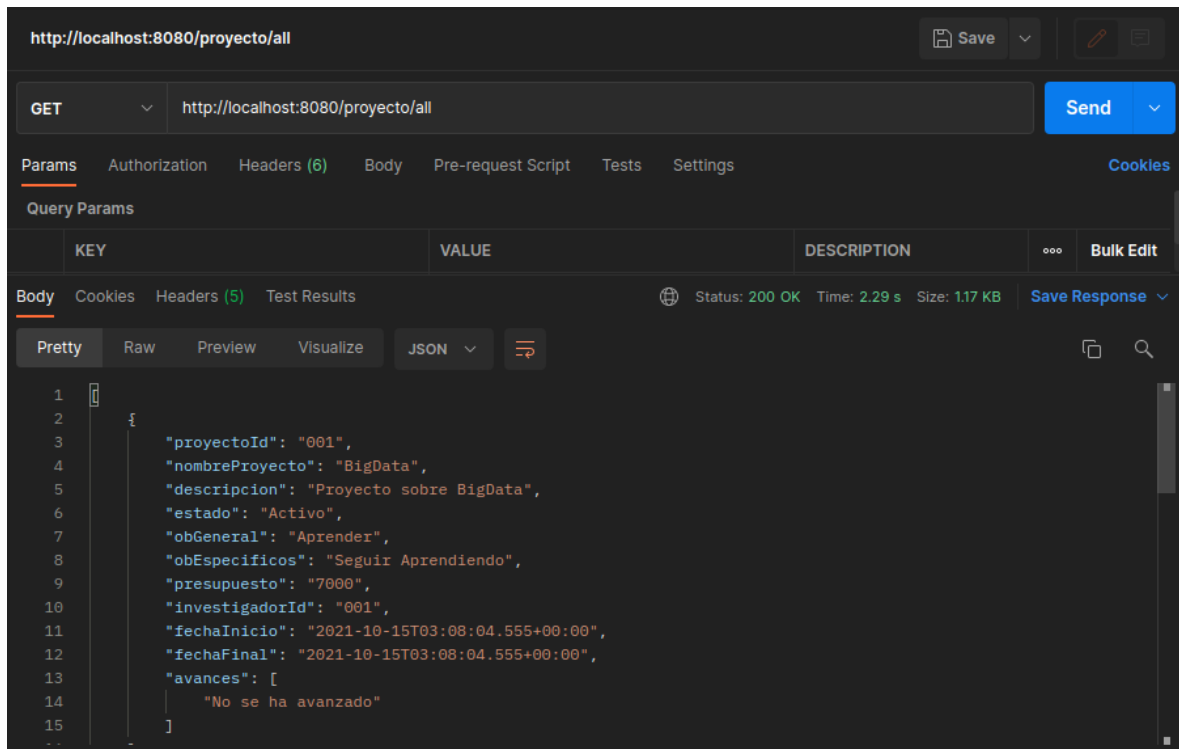 http://localhost:8080/proyecto/all Save
GET http://localhost:8080/proyecto/all Send
Params Authorization Headers (6) Body Pre-request Script Tests Settings Cookies
Query Params
KEY VALUE DESCRIPTION ooo Bulk Edit
Body Cookies Headers (5) Test Results Status: 200 OK Time: 2.29 s Size: 1.17 KB Save Response
Pretty Raw Preview Visualize JSON
1 [
2 {
3 "proyectoId": "001",
4 "nombreProyecto": "BigData",
5 "descripcion": "Proyecto sobre BigData",
6 "estado": "Activo",
7 "obGeneral": "Aprender",
8 "obEspecificos": "Seguir Aprendiendo",
9 "presupuesto": "7000",
10 "investigadorId": "001",
11 "fechaInicio": "2021-10-15T03:08:04.555+00:00",
12 "fechaFinal": "2021-10-15T03:08:04.555+00:00",
13 "avances": [
14 "No se ha avanzado"
15 ]